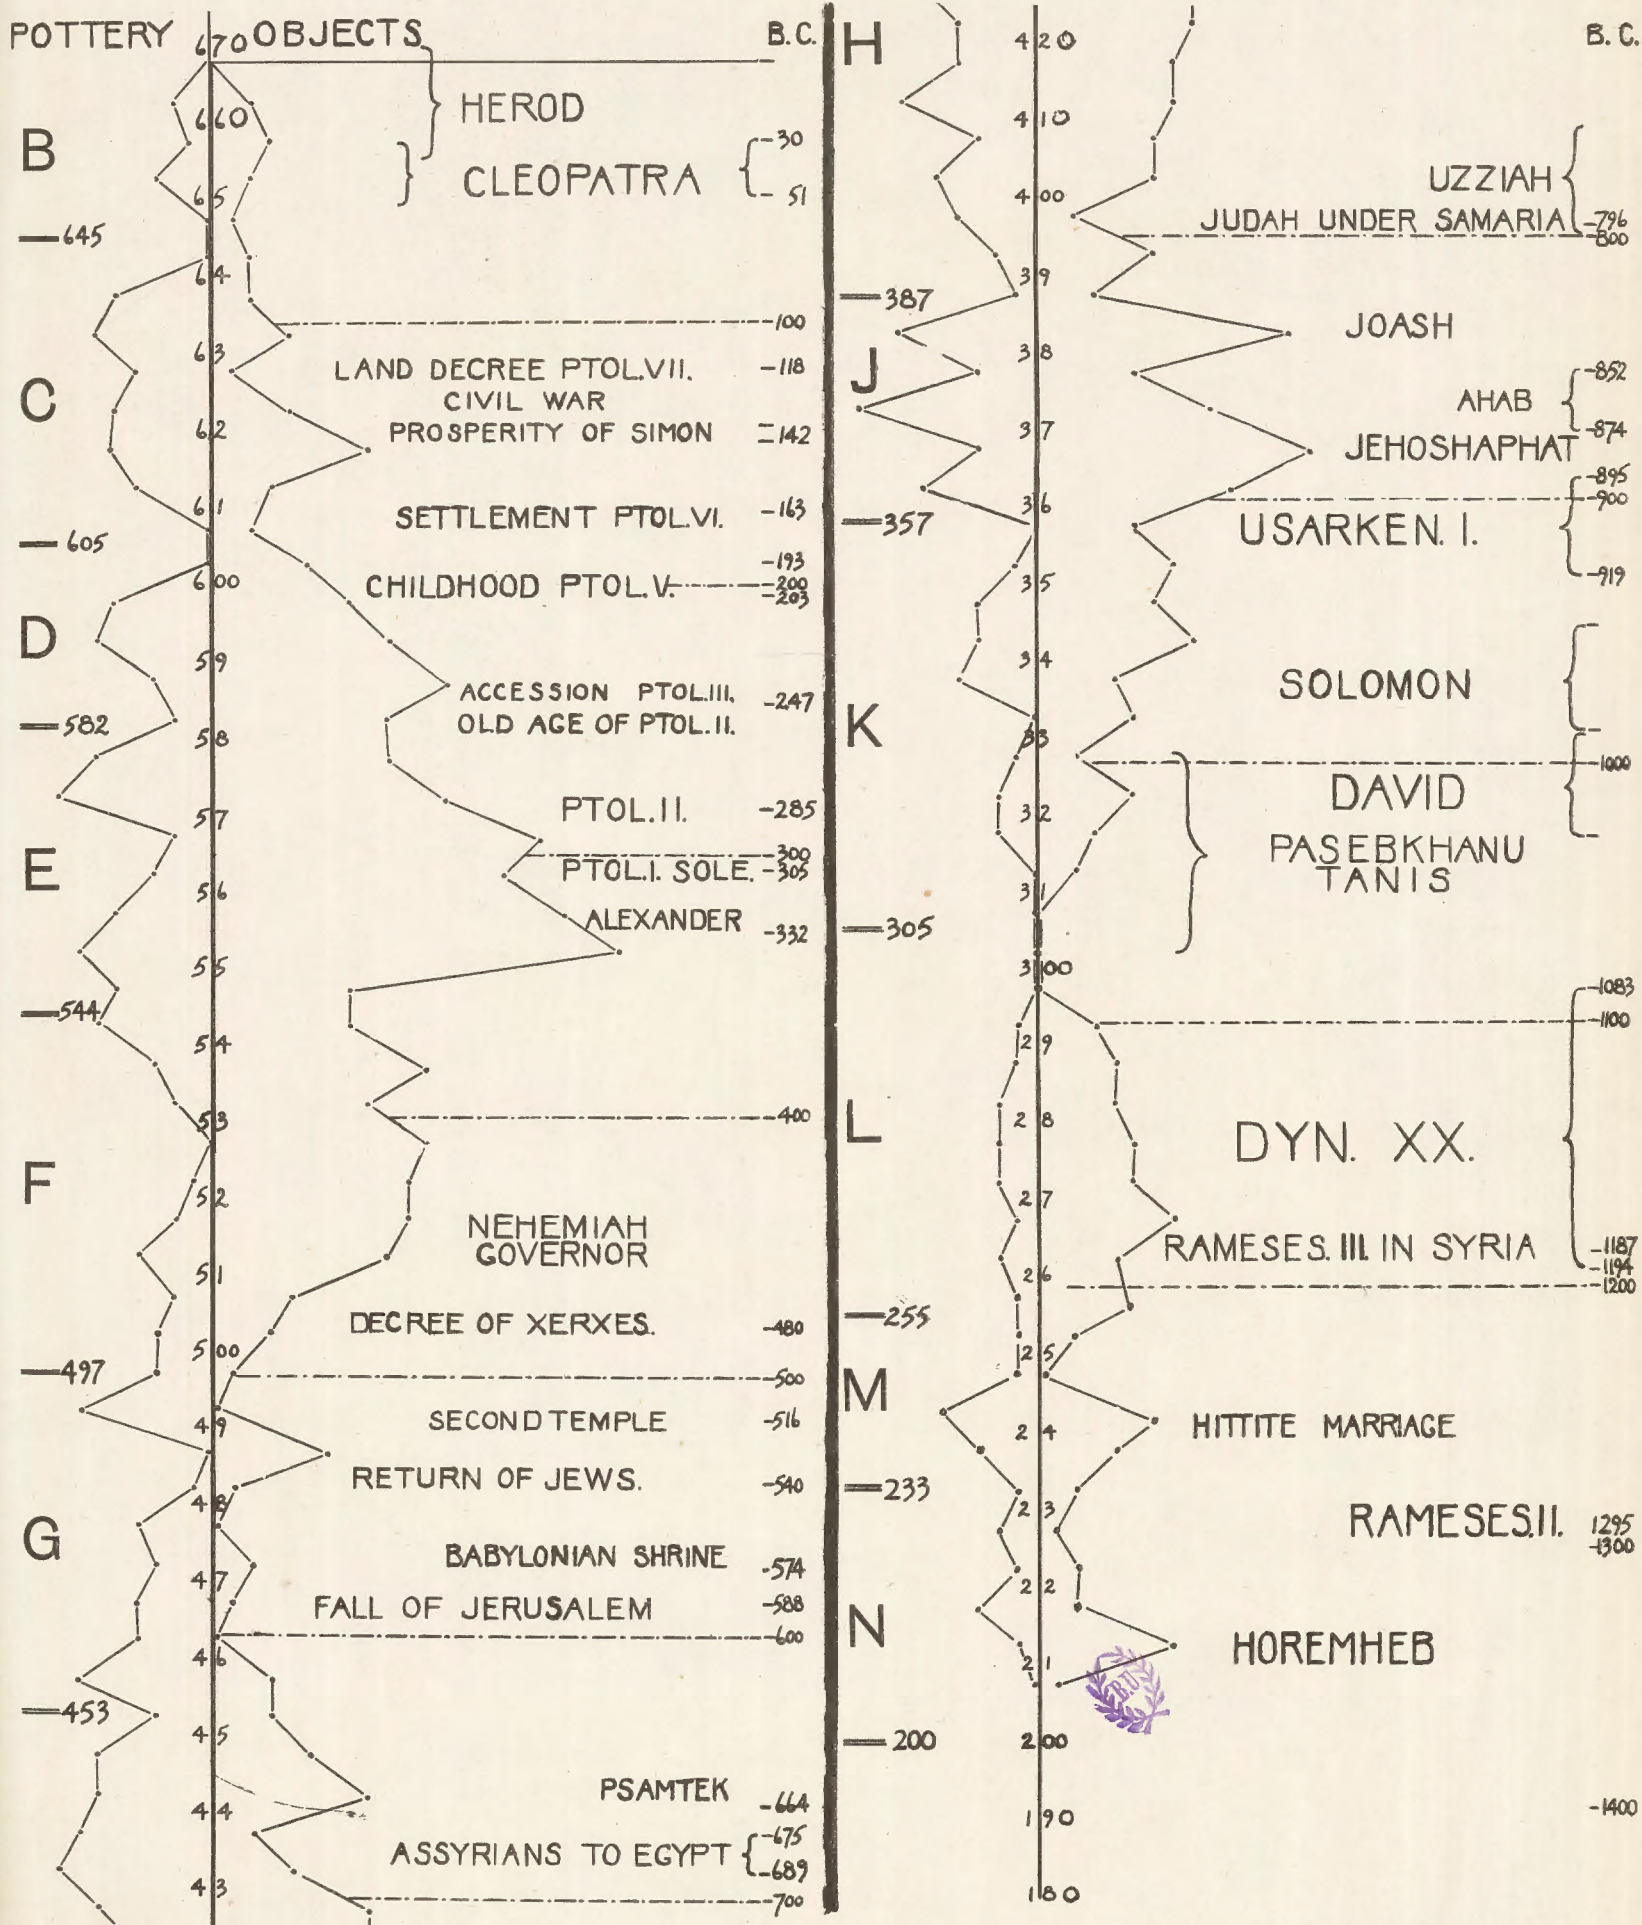 POTTERY 670 OBJECTS B.C.
HEROD
660
B
-30
CLEOPATRA
65
- 51
645
64
-100
63
LAND DECREE PTOL.VII. -118
C
CIVIL WAR
62 PROSPERITY OF SIMON =142
61
SETTLEMENT PTOL.VI. -163
605
-193
600 CHILDHOOD PTOL.V. -200
-203
D
59
ACCESSION PTOL.III. -247
582 OLD AGE OF PTOL.II.
58
57 PTOL.II. -285
-300
E PTOL.I. SOLE. -305
56
ALEXANDER -332
55
544
54
53 -400
F
52
NEHEMIAH
GOVERNOR
51
DECREE OF XERXES. -480
500
497 -500
49 SECOND TEMPLE -516
RETURN OF JEWS. -540
48
G
BABYLONIAN SHRINE -574
47
FALL OF JERUSALEM -588
-600
46
453
45
PSAMTEK -664
44
-675
ASSYRIANS TO EGYPT
-689
43 -700
H 420 B.C.
410
UZZIAH
400
JUDAH UNDER SAMARIA -796
-800
39
387
JOASH
38
J -852
AHAB
37 -874
JEHOSHAPHAT
-895
36 -900
357 USARKEN. I.
-919
35
34
SOLOMON
K
33
-1000
DAVID
32
PASEBKHANU
TANIS
31
305
300
-1083
-1100
29
L 28
DYN. XX.
27
RAMESES. III. IN SYRIA -1187
-1194
26 -1200
255
25
M
24 HITTITE MARRIAGE
233
23
RAMESES.II. 1295
-1300
22
N
HOREMHEB
21
B.U
200 200
-1400
190
180